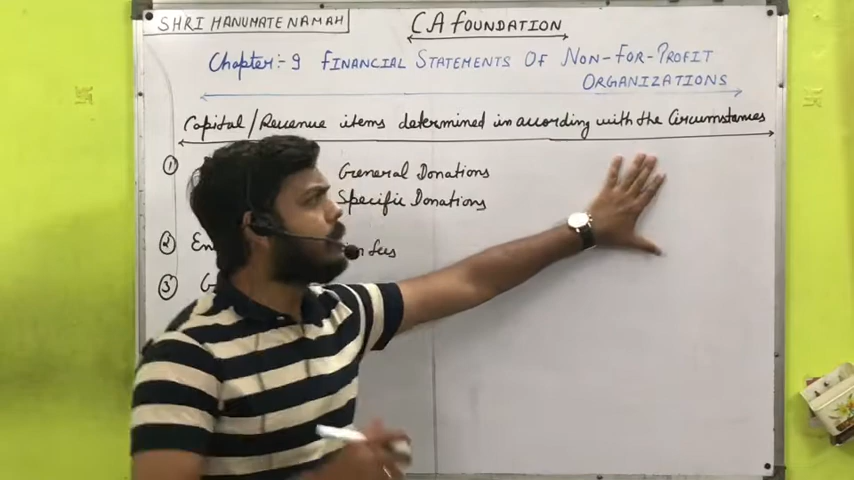 SHRI HANUMATE NAMAH
CA FOUNDATION
Chapter:- 9 FINANCIAL STATEMENTS OF NON-FOR-PROFIT
ORGANIZATIONS
Capital/Revenue items determined in according with the Circumstances
① General Donations
Specific Donations
② fees
③